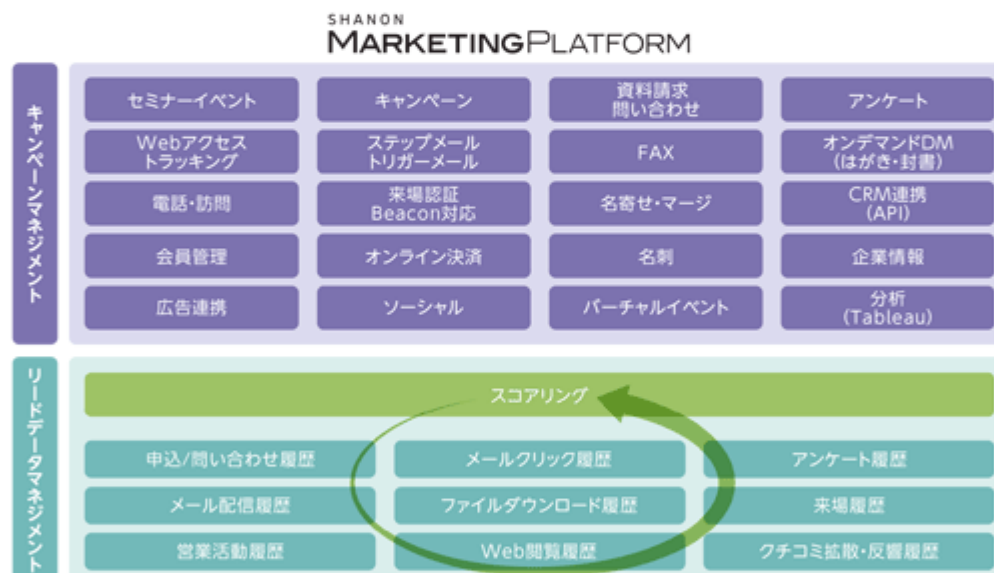 SHANON
MARKETINGPLATFORM
キャンペーンマネジメント
セミナーイベント
キャンペーン
資料請求
問い合わせ
アンケート
Webアクセス
トラッキング
ステップメール
トリガーメール
FAX
オンデマンドDM
(はがき・封書)
電話・訪問
来場認証
Beacon対応
名寄せ・マージ
CRM連携
(API)
会員管理
オンライン決済
名刺
企業情報
広告連携
ソーシャル
バーチャルイベント
分析
(Tableau)
リードデータマネジメント
スコアリング
申込/問い合わせ履歴
メールクリック履歴
アンケート履歴
メール配信履歴
ファイルダウンロード履歴
来場履歴
営業活動履歴
Web閲覧履歴
クチコミ拡散・反響履歴